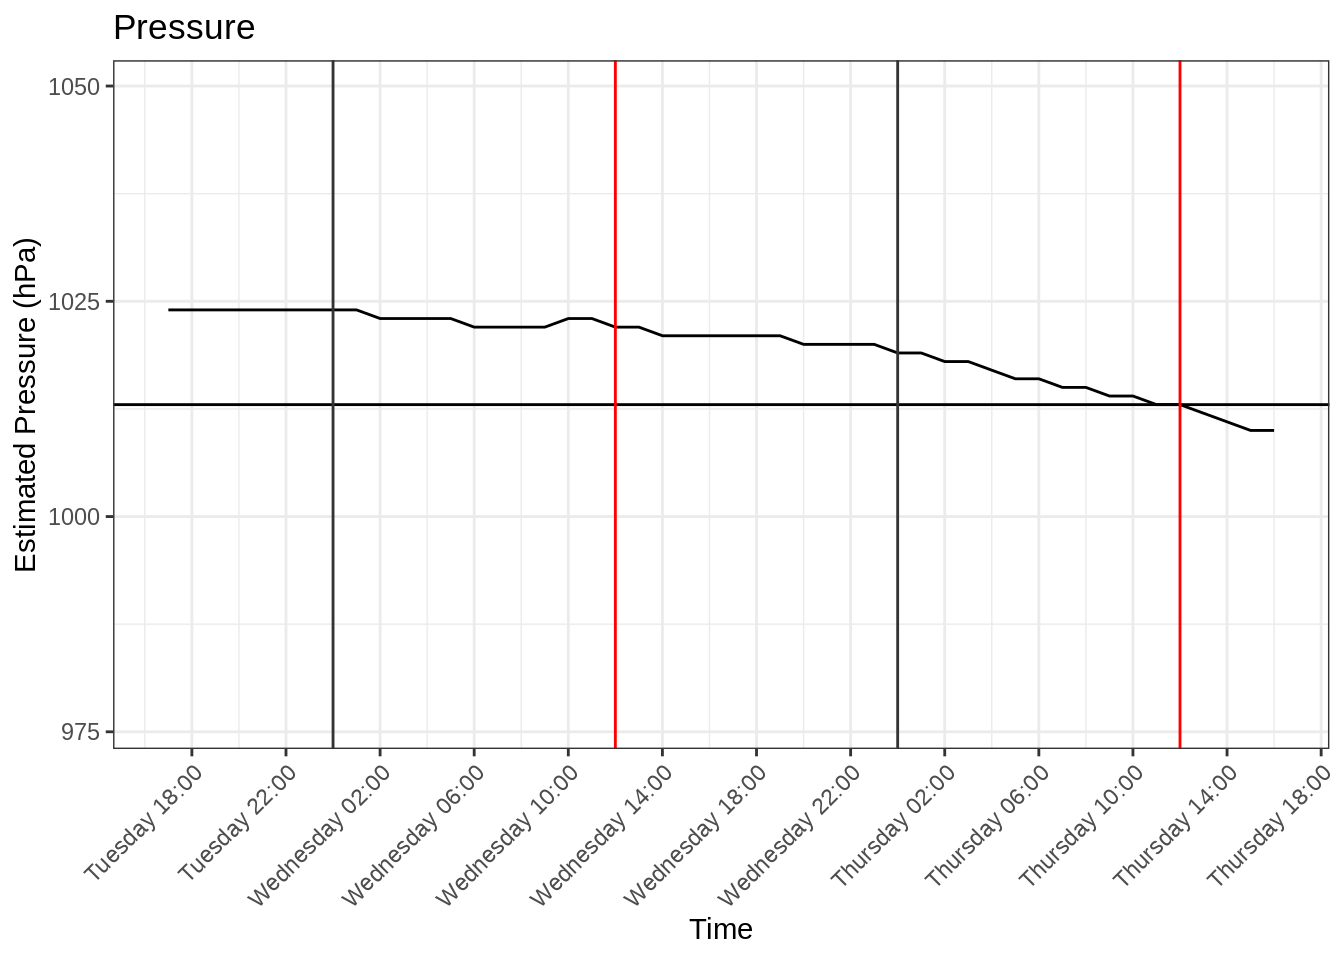 Pressure
Estimated Pressure (hPa)
1050
1025
1000
975
Tuesday 18:00
Tuesday 22:00
Wednesday 02:00
Wednesday 06:00
Wednesday 10:00
Wednesday 14:00
Wednesday 18:00
Wednesday 22:00
Thursday 02:00
Thursday 06:00
Thursday 10:00
Thursday 14:00
Thursday 18:00
Time